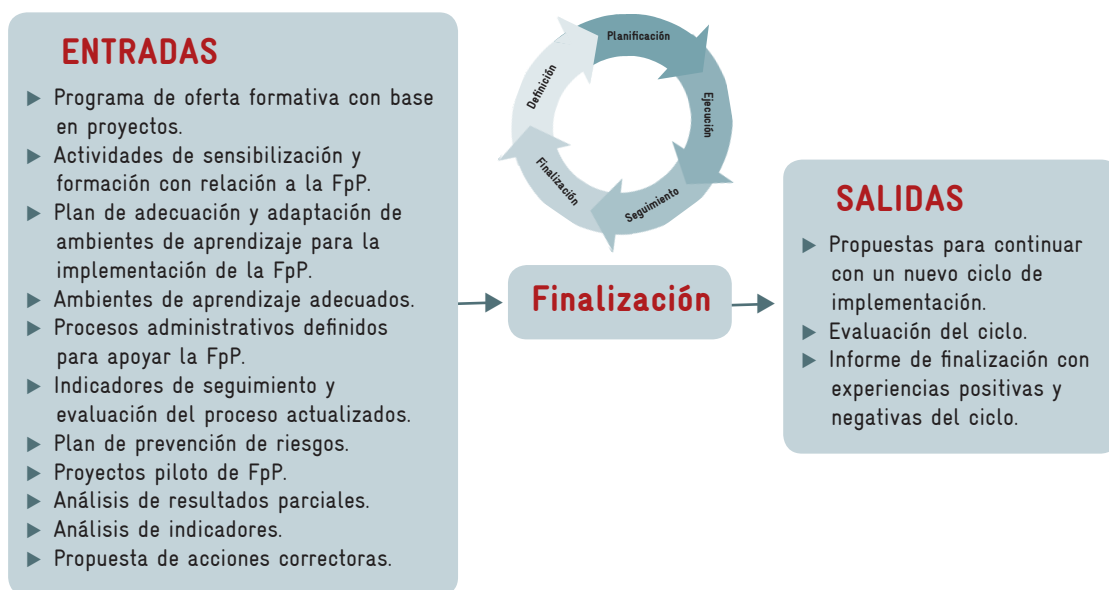 ENTRADAS
Programa de oferta formativa con base
en proyectos.
Actividades de sensibilización y
formación con relación a la FpP.
Plan de adecuación y adaptación de
ambientes de aprendizaje para la
implementación de la FpP.
Ambientes de aprendizaje adecuados.
Procesos administrativos definidos
para apoyar la FpP.
Indicadores de seguimiento y
evaluación del proceso actualizados.
Plan de prevención de riesgos.
Proyectos piloto de FpP.
Análisis de resultados parciales.
Análisis de indicadores.
Propuesta de acciones correctoras.
Planificación
Ejecución
Seguimiento
Finalización
Definición
Finalización
SALIDAS
Propuestas para continuar
con un nuevo ciclo de
implementación.
Evaluación del ciclo.
Informe de finalización con
experiencias positivas y
negativas del ciclo.